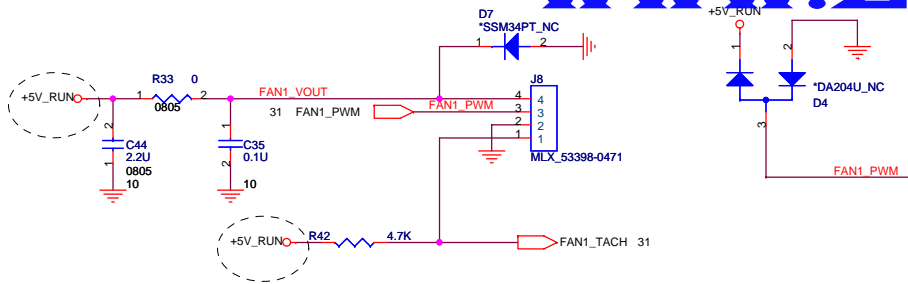 D7
*SSM34PT_NC
1 2
+5V_RUN
1 2
*DA204U_NC
D4
3
FAN1_PWM
R33 0
+5V_RUN
1 2
0805
FAN1_VOUT
31 FAN1_PWM
FAN1_PWM
J8
4 4
3 3
2 2
1 1
MLX_53398-0471
2
C44
2.2U
1
0805
10
1
C35
0.1U
2
10
+5V_RUN
R42 4.7K
FAN1_TACH 31